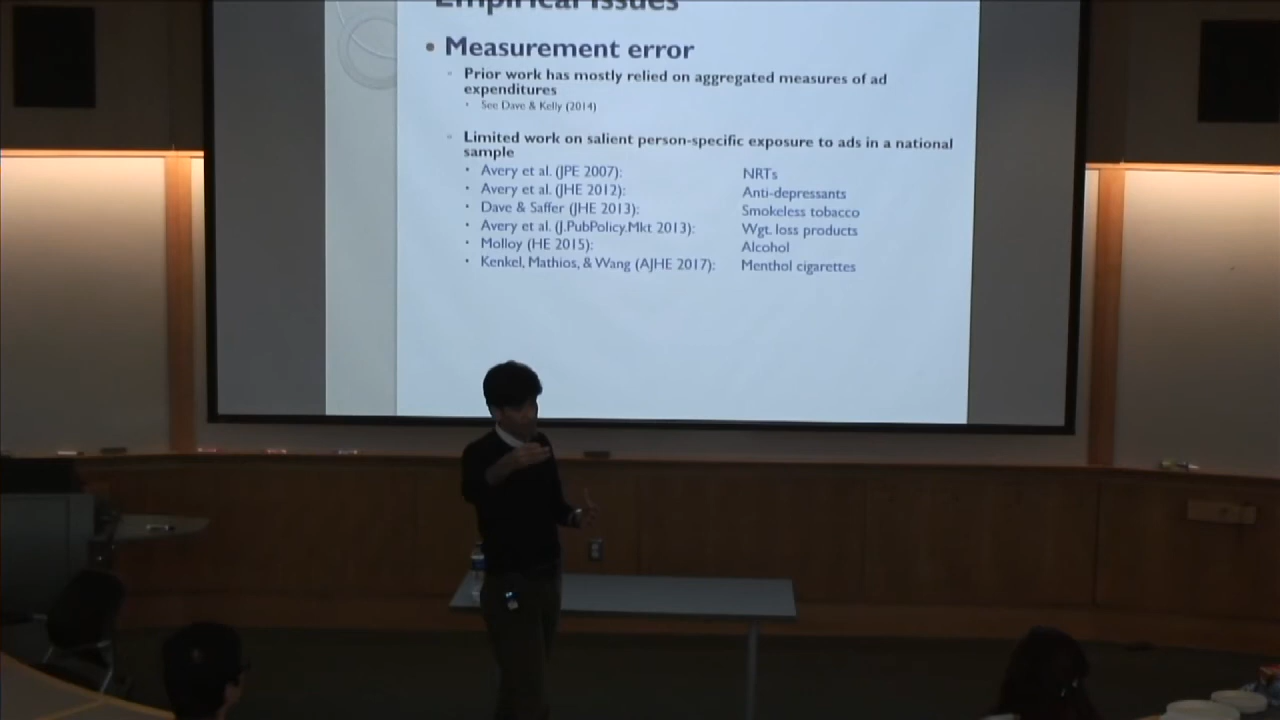 Empirical Issues
• Measurement error
Prior work has mostly relied on aggregated measures of ad
expenditures
• See Dave & Kelly (2014)
Limited work on salient person-specific exposure to ads in a national
sample
• Avery et al. (JPE 2007): NRTs
• Avery et al. (JHE 2012): Anti-depressants
• Dave & Saffer (JHE 2013): Smokeless tobacco
• Avery et al. (J.PubPolicy.Mkt 2013): Wgt. loss products
• Molloy (HE 2015): Alcohol
• Kenkel, Mathios, & Wang (AJHE 2017): Menthol cigarettes